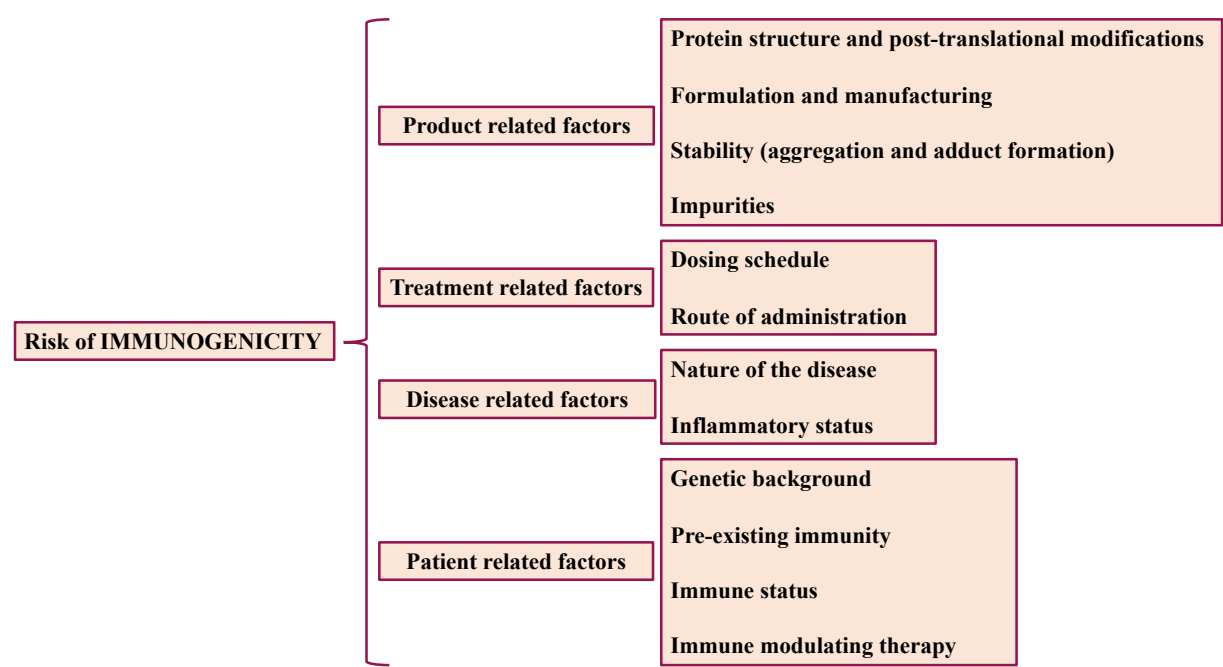 Risk of IMMUNOGENICITY
Product related factors
Protein structure and post-translational modifications
Formulation and manufacturing
Stability (aggregation and adduct formation)
Impurities
Treatment related factors
Dosing schedule
Route of administration
Disease related factors
Nature of the disease
Inflammatory status
Patient related factors
Genetic background
Pre-existing immunity
Immune status
Immune modulating therapy